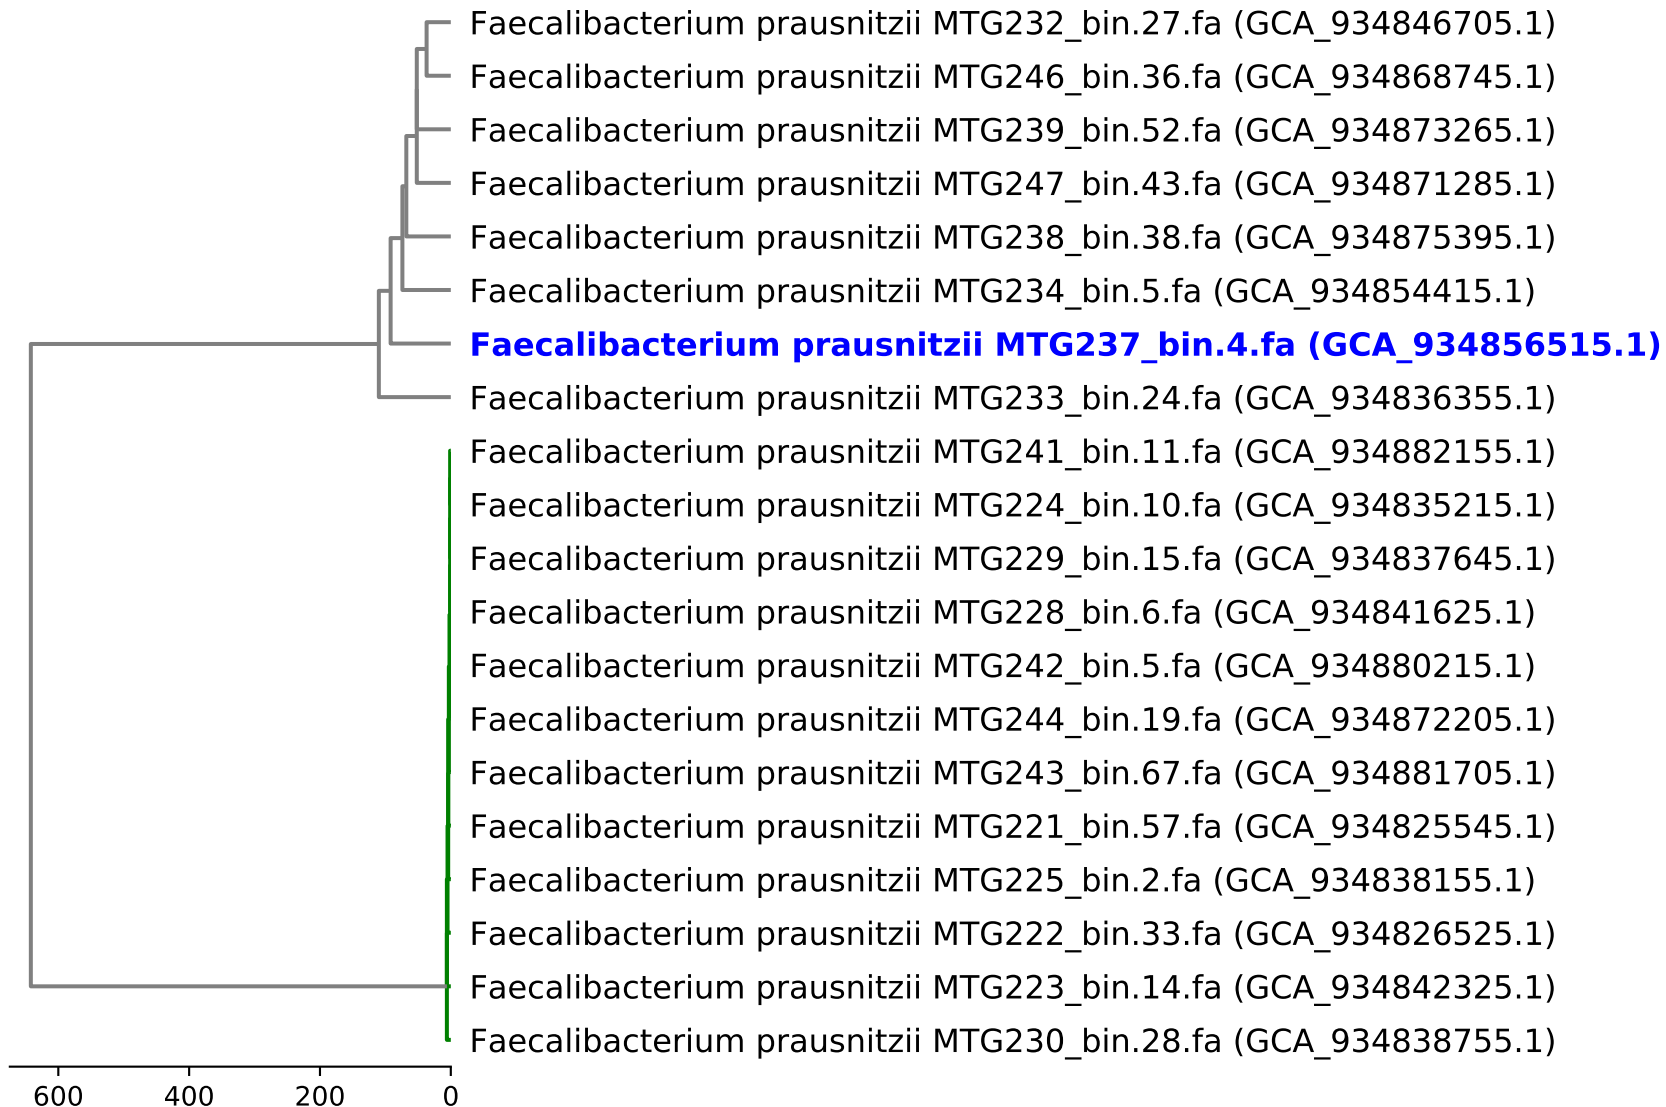 Faecalibacterium prausnitzii MTG232_bin.27.fa (GCA_934846705.1)
Faecalibacterium prausnitzii MTG246_bin.36.fa (GCA_934868745.1)
Faecalibacterium prausnitzii MTG239_bin.52.fa (GCA_934873265.1)
Faecalibacterium prausnitzii MTG247_bin.43.fa (GCA_934871285.1)
Faecalibacterium prausnitzii MTG238_bin.38.fa (GCA_934875395.1)
Faecalibacterium prausnitzii MTG234_bin.5.fa (GCA_934854415.1)
Faecalibacterium prausnitzii MTG237_bin.4.fa (GCA_934856515.1)
Faecalibacterium prausnitzii MTG233_bin.24.fa (GCA_934836355.1)
Faecalibacterium prausnitzii MTG241_bin.11.fa (GCA_934882155.1)
Faecalibacterium prausnitzii MTG224_bin.10.fa (GCA_934835215.1)
Faecalibacterium prausnitzii MTG229_bin.15.fa (GCA_934837645.1)
Faecalibacterium prausnitzii MTG228_bin.6.fa (GCA_934841625.1)
Faecalibacterium prausnitzii MTG242_bin.5.fa (GCA_934880215.1)
Faecalibacterium prausnitzii MTG244_bin.19.fa (GCA_934872205.1)
Faecalibacterium prausnitzii MTG243_bin.67.fa (GCA_934881705.1)
Faecalibacterium prausnitzii MTG221_bin.57.fa (GCA_934825545.1)
Faecalibacterium prausnitzii MTG225_bin.2.fa (GCA_934838155.1)
Faecalibacterium prausnitzii MTG222_bin.33.fa (GCA_934826525.1)
Faecalibacterium prausnitzii MTG223_bin.14.fa (GCA_934842325.1)
Faecalibacterium prausnitzii MTG230_bin.28.fa (GCA_934838755.1)
600 400 200 0